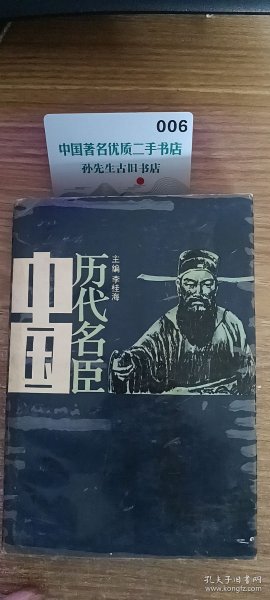 006
中国著名优质二手书店
孙先生古旧书店
中国
历代名臣
主编 李桂海
孔夫子旧书网